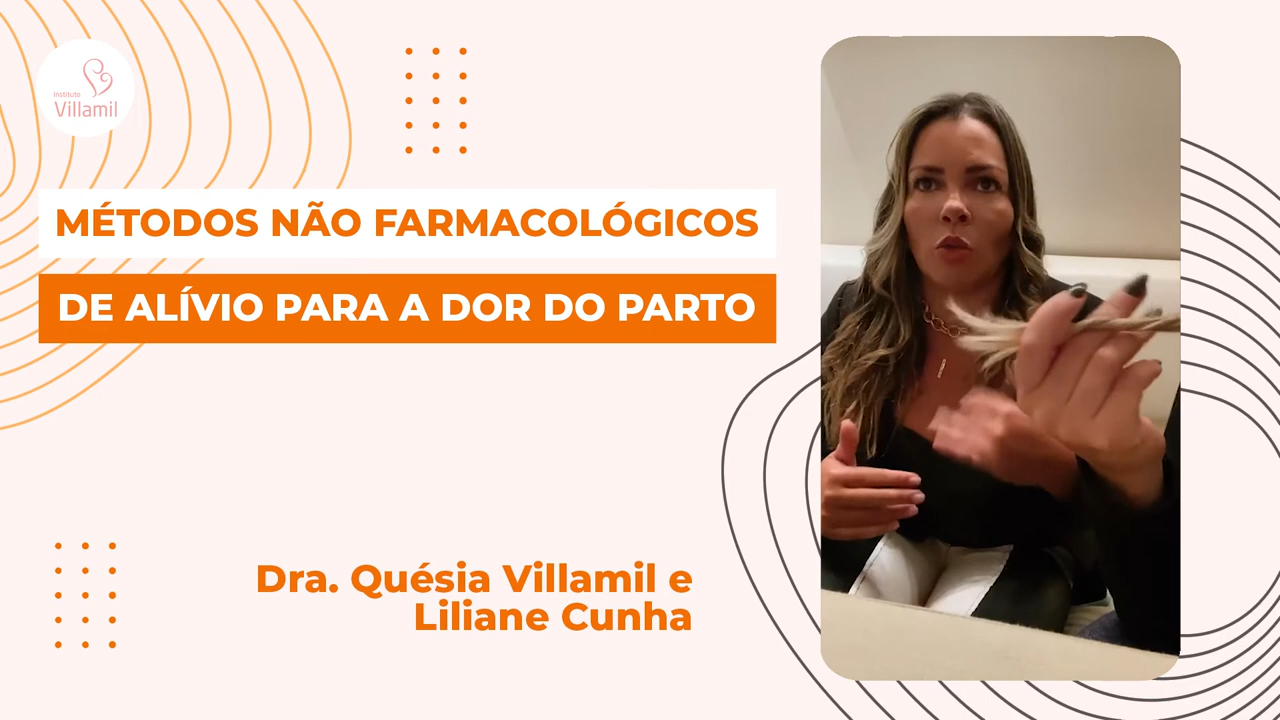 Instituto
Villamil
MÉTODOS NÃO FARMACOLÓGICOS
DE ALÍVIO PARA A DOR DO PARTO
Dra. Quésia Villamil e
Liliane Cunha